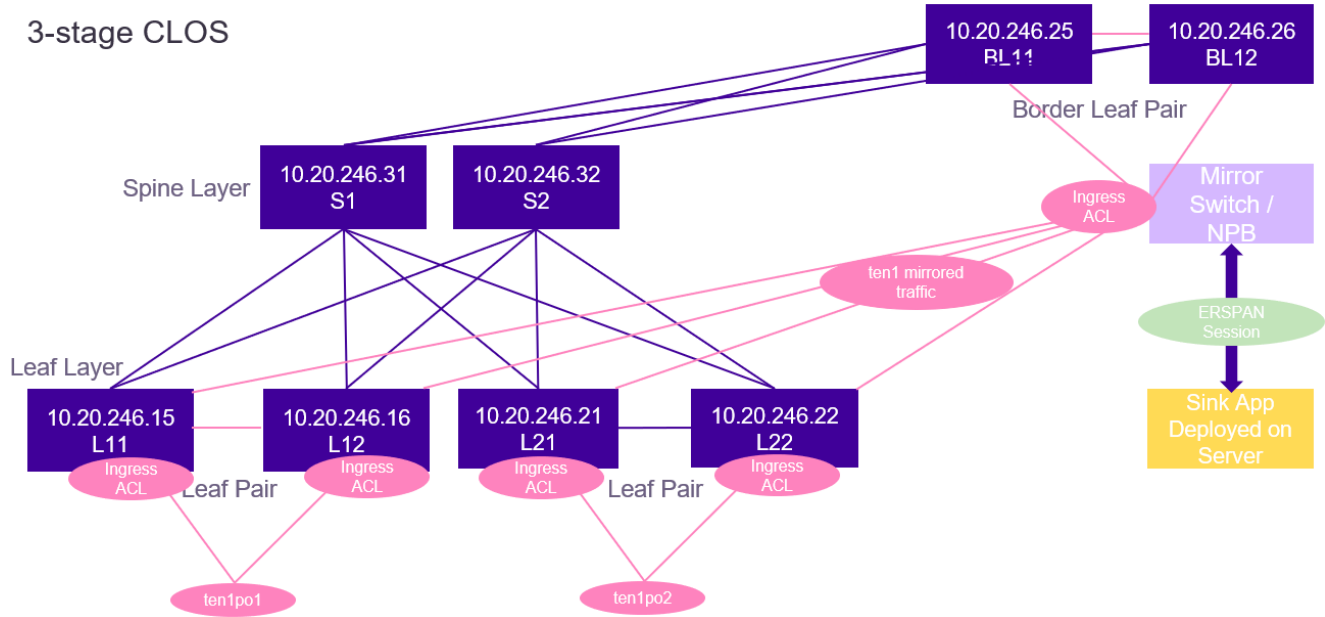 3-stage CLOS
10.20.246.25
BL11
10.20.246.26
BL12
Border Leaf Pair
10.20.246.31
S1
10.20.246.32
S2
Spine Layer
Mirror
Switch /
NPB
Ingress
ACL
ten1 mirrored
traffic
ERSPAN
Session
Leaf Layer
10.20.246.15
L11
10.20.246.16
L12
10.20.246.21
L21
10.20.246.22
L22
Sink App
Deployed on
Server
Ingress
ACL
Ingress
ACL
Ingress
ACL
Ingress
ACL
Leaf Pair
Leaf Pair
ten1po1
ten1po2